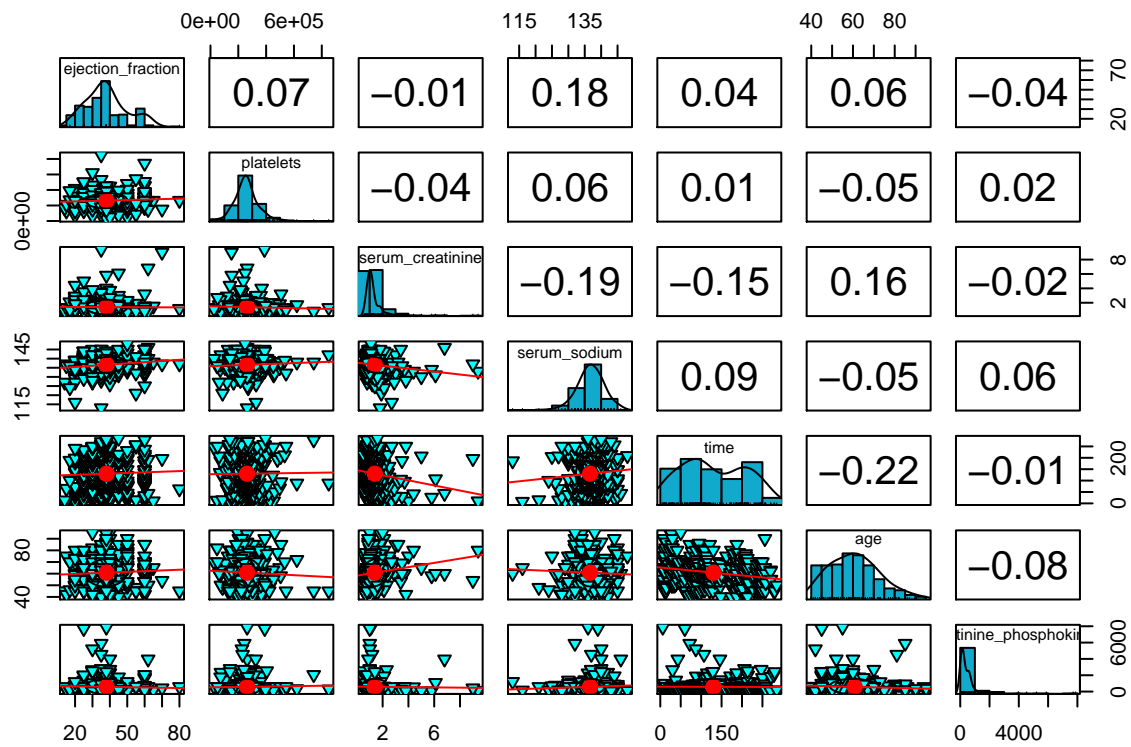 0e+00 6e+05 115 135 40 60 80
ejection_fraction 0.07 −0.01 0.18 0.04 0.06 −0.04 20 70
0e+00 platelets −0.04 0.06 0.01 −0.05 0.02
serum_creatinine −0.19 −0.15 0.16 −0.02 2 8
115 145 serum_sodium 0.09 −0.05 0.06
time −0.22 −0.01 0 200
40 80 age −0.08
tinine_phosphokin 0 6000
20 40 60 80 2 6 0 150 0 4000